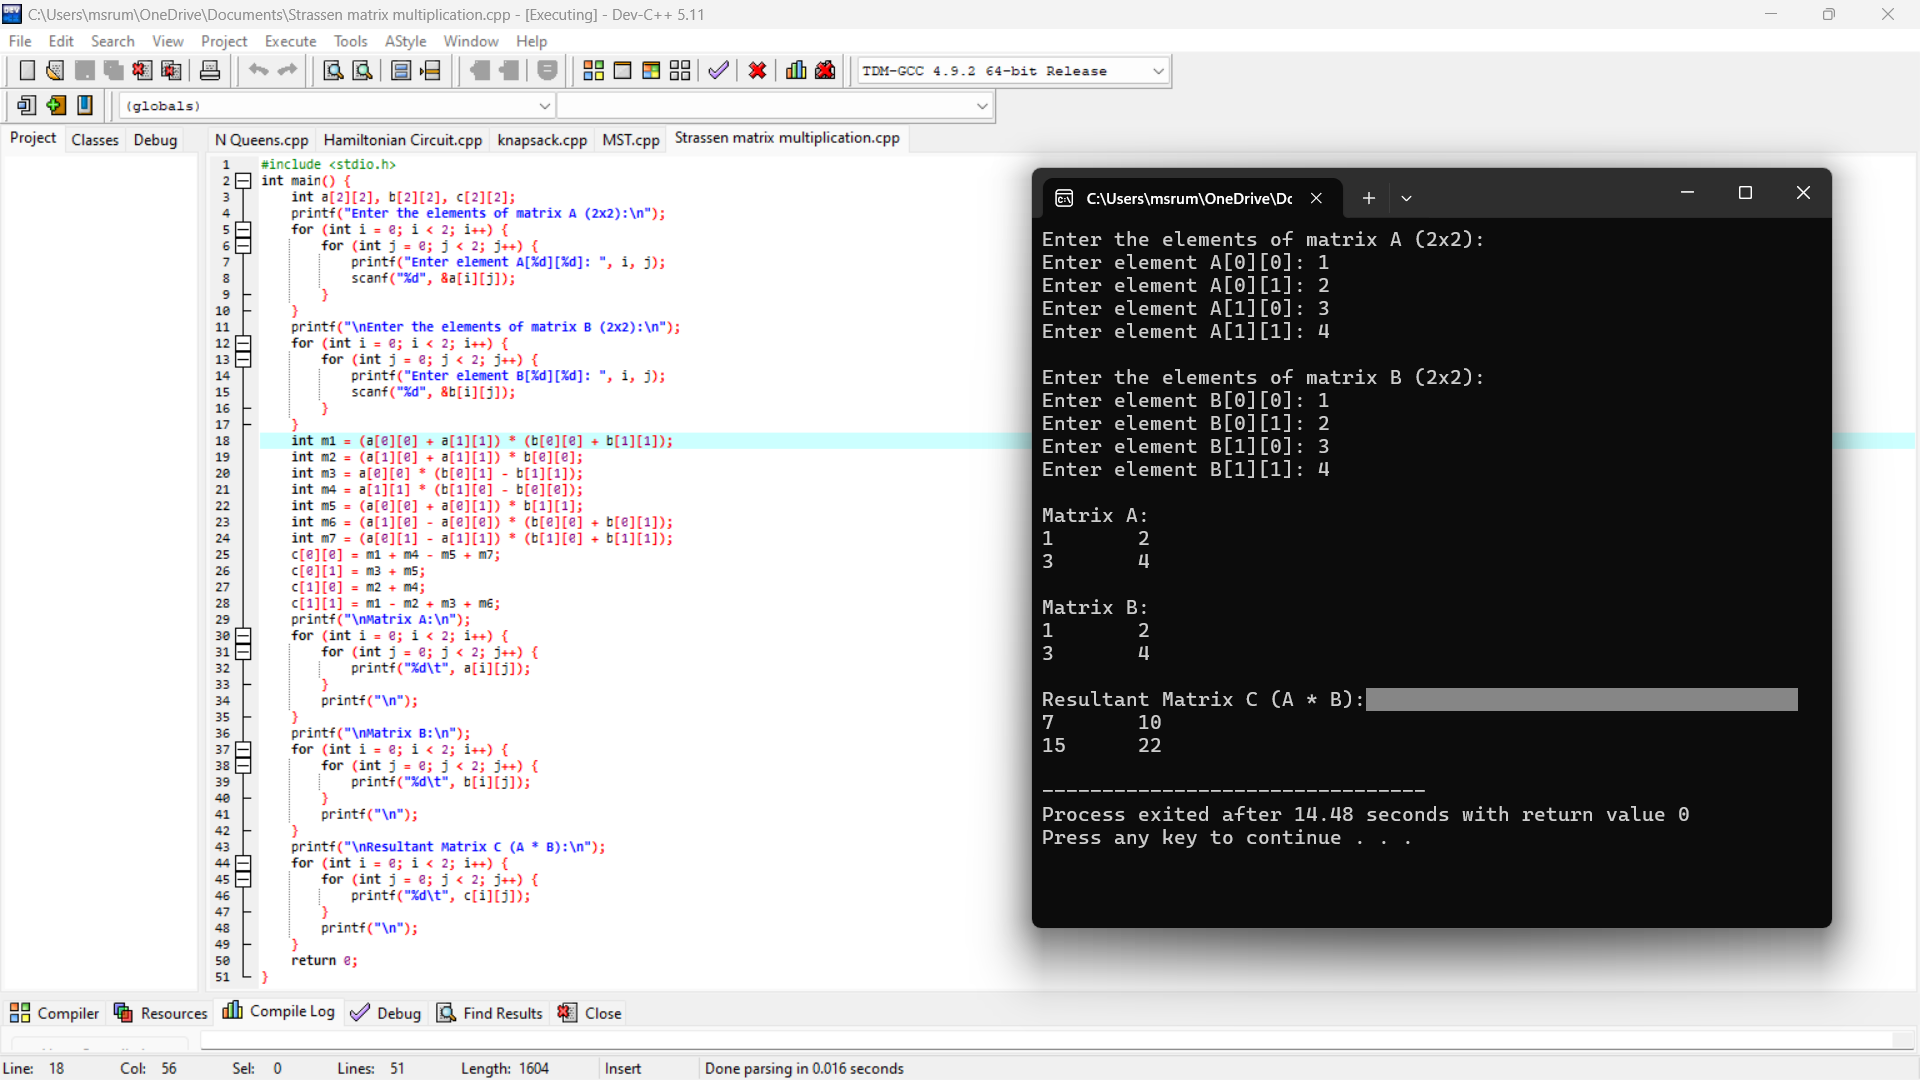 C:\Users\msrum\OneDrive\Documents\Strassen matrix multiplication.cpp - [Executing] - Dev-C++ 5.11
File Edit Search View Project Execute Tools AStyle Window Help
TDM-GCC 4.9.2 64-bit Release
(globals)
Project Classes Debug
N Queens.cpp Hamiltonian Circuit.cpp knapsack.cpp MST.cpp Strassen matrix multiplication.cpp
1 #include <stdio.h>
2 int main() {
3 int a[2][2], b[2][2], c[2][2];
4 printf("Enter the elements of matrix A (2x2):\n");
5 for (int i = 0; i < 2; i++) {
6 for (int j = 0; j < 2; j++) {
7 printf("Enter element A[%d][%d]: ", i, j);
8 scanf("%d", &a[i][j]);
9 }
10 }
11 printf("\nEnter the elements of matrix B (2x2):\n");
12 for (int i = 0; i < 2; i++) {
13 for (int j = 0; j < 2; j++) {
14 printf("Enter element B[%d][%d]: ", i, j);
15 scanf("%d", &b[i][j]);
16 }
17 }
18 int m1 = (a[0][0] + a[1][1]) * (b[0][0] + b[1][1]);
19 int m2 = (a[1][0] + a[1][1]) * b[0][0];
20 int m3 = a[0][0] * (b[0][1] - b[1][1]);
21 int m4 = a[1][1] * (b[1][0] - b[0][0]);
22 int m5 = (a[0][0] + a[0][1]) * b[1][1];
23 int m6 = (a[1][0] - a[0][0]) * (b[0][0] + b[0][1]);
24 int m7 = (a[0][1] - a[1][1]) * (b[1][0] + b[1][1]);
25 c[0][0] = m1 + m4 - m5 + m7;
26 c[0][1] = m3 + m5;
27 c[1][0] = m2 + m4;
28 c[1][1] = m1 - m2 + m3 + m6;
29 printf("\nMatrix A:\n");
30 for (int i = 0; i < 2; i++) {
31 for (int j = 0; j < 2; j++) {
32 printf("%d\t", a[i][j]);
33 }
34 printf("\n");
35 }
36 printf("\nMatrix B:\n");
37 for (int i = 0; i < 2; i++) {
38 for (int j = 0; j < 2; j++) {
39 printf("%d\t", b[i][j]);
40 }
41 printf("\n");
42 }
43 printf("\nResultant Matrix C (A * B):\n");
44 for (int i = 0; i < 2; i++) {
45 for (int j = 0; j < 2; j++) {
46 printf("%d\t", c[i][j]);
47 }
48 printf("\n");
49 }
50 return 0;
51 }
C:\Users\msrum\OneDrive\Dc
Enter the elements of matrix A (2x2):
Enter element A[0][0]: 1
Enter element A[0][1]: 2
Enter element A[1][0]: 3
Enter element A[1][1]: 4
Enter the elements of matrix B (2x2):
Enter element B[0][0]: 1
Enter element B[0][1]: 2
Enter element B[1][0]: 3
Enter element B[1][1]: 4
Matrix A:
1 2
3 4
Matrix B:
1 2
3 4
Resultant Matrix C (A * B):
7 10
15 22
--------------------------------
Process exited after 14.48 seconds with return value 0
Press any key to continue . . .
Compiler Resources Compile Log Debug Find Results Close
Line: 18 Col: 56 Sel: 0 Lines: 51 Length: 1604 Insert Done parsing in 0.016 seconds